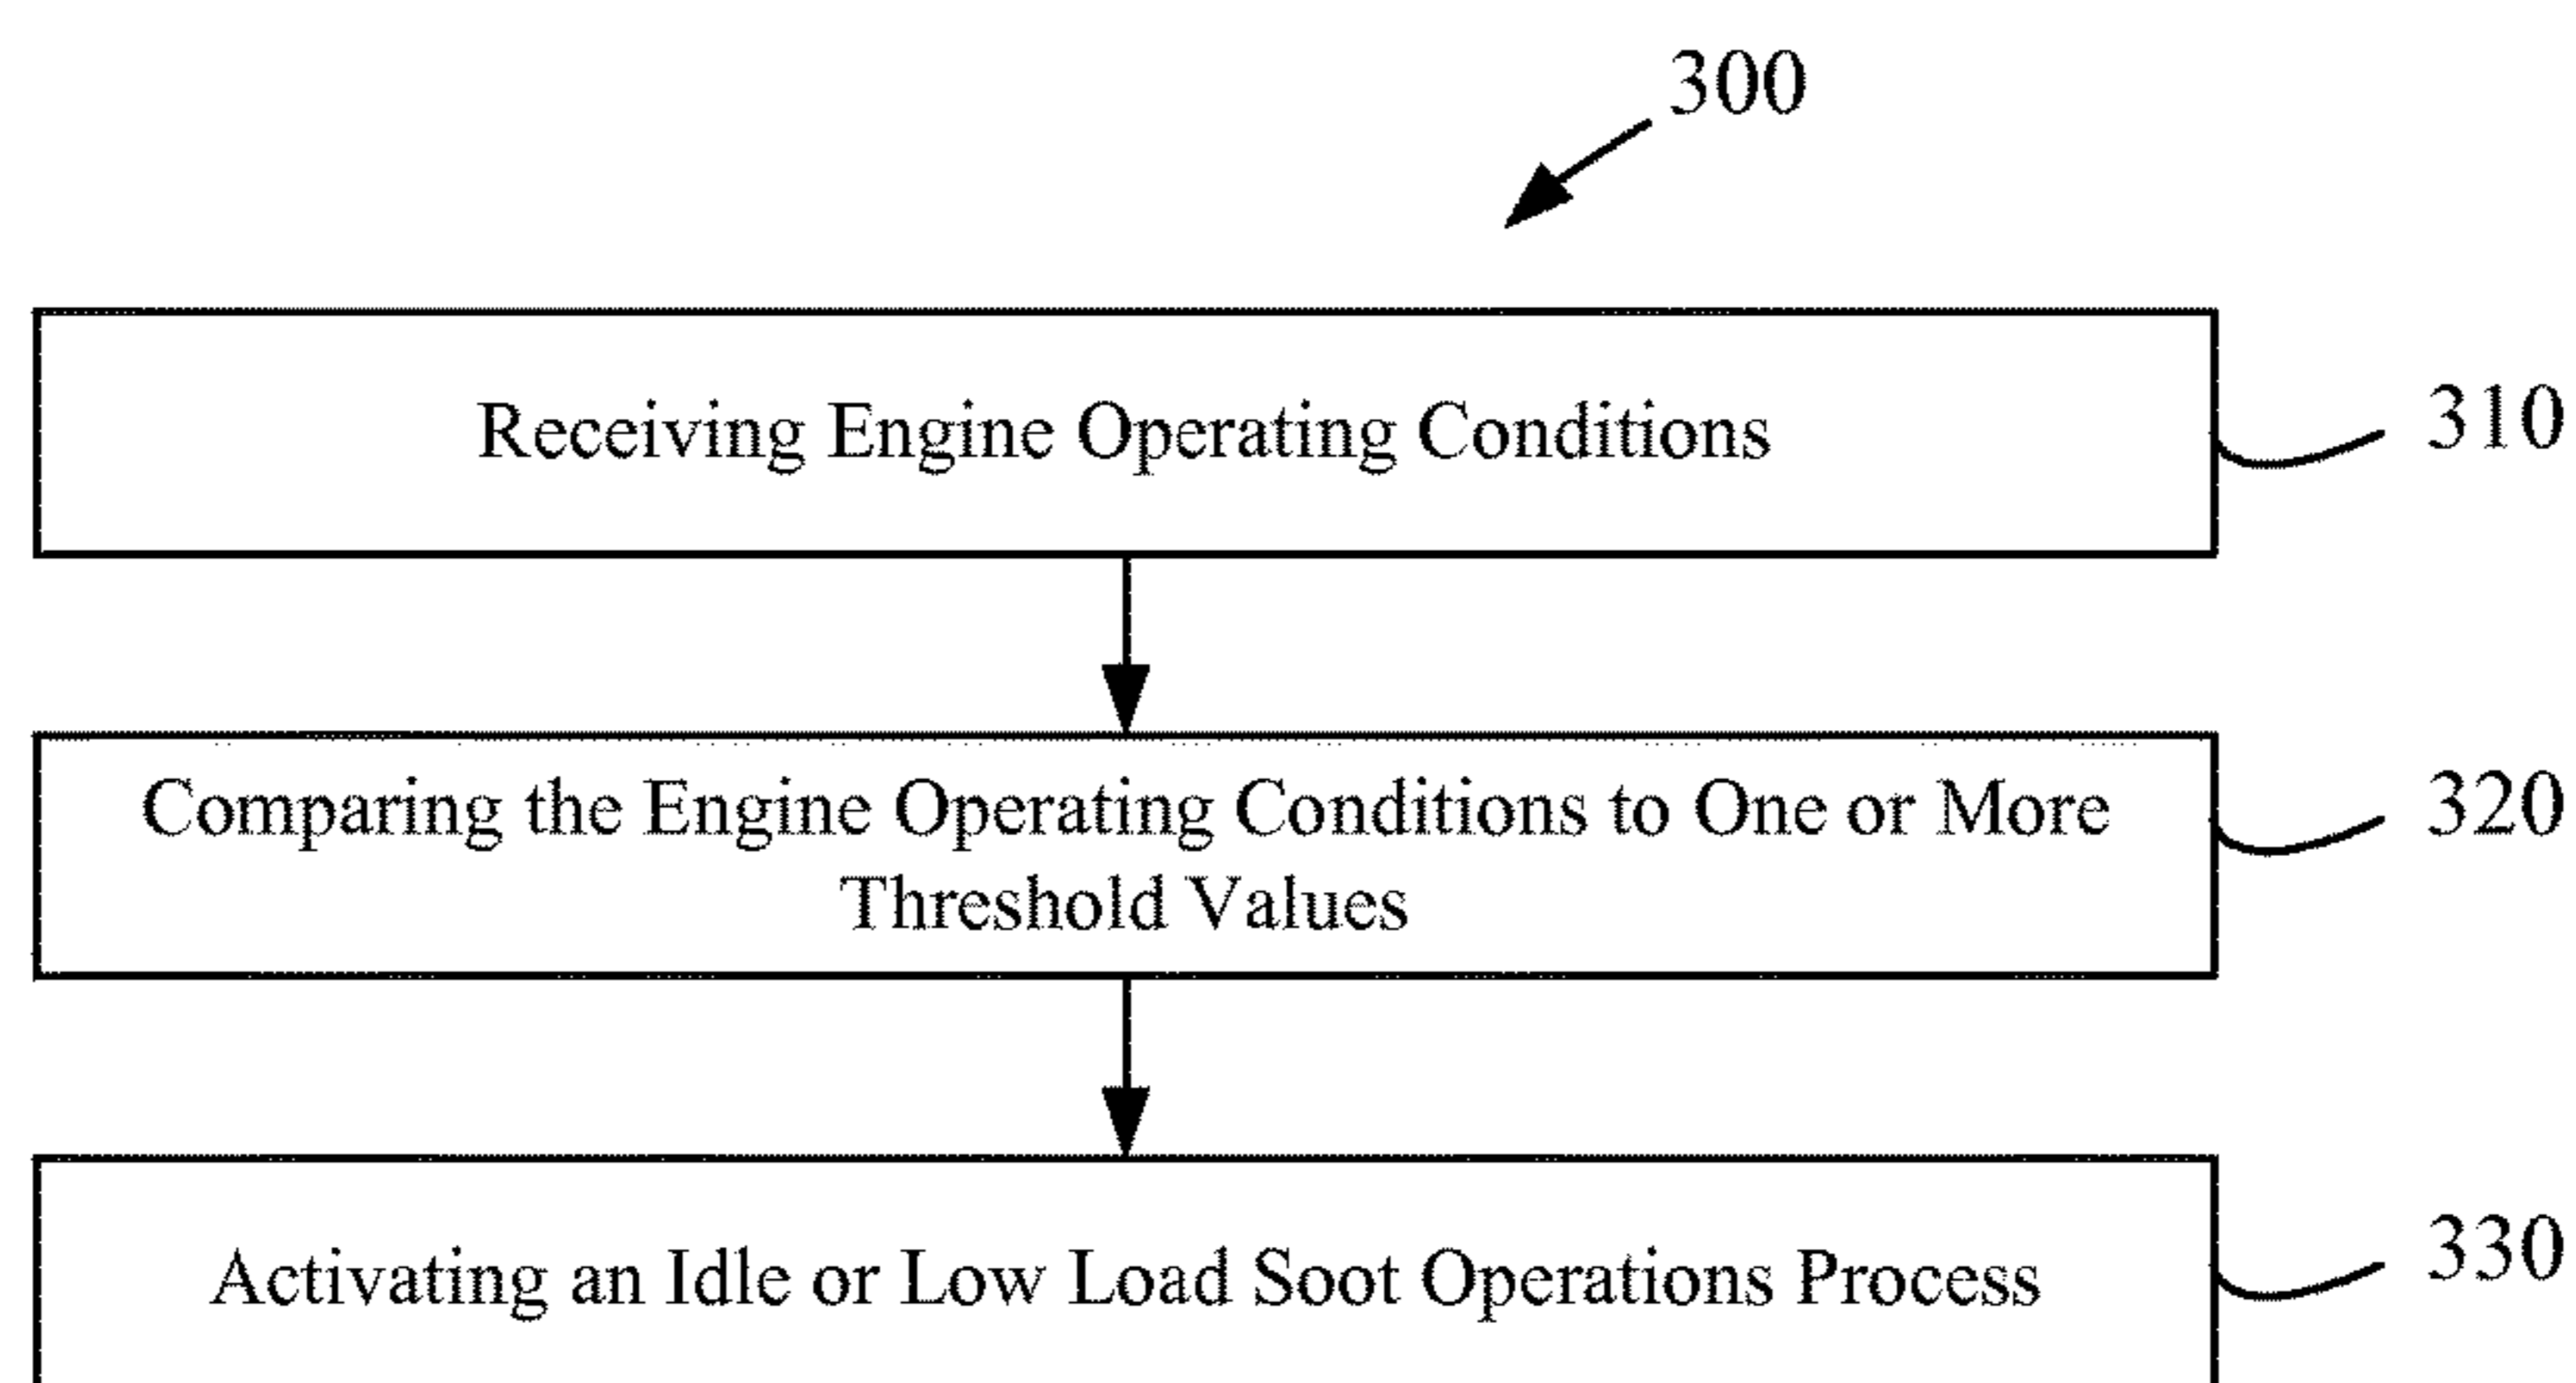 300
Receiving Engine Operating Conditions
310
Comparing the Engine Operating Conditions to One or More
Threshold Values
320
Activating an Idle or Low Load Soot Operations Process
330